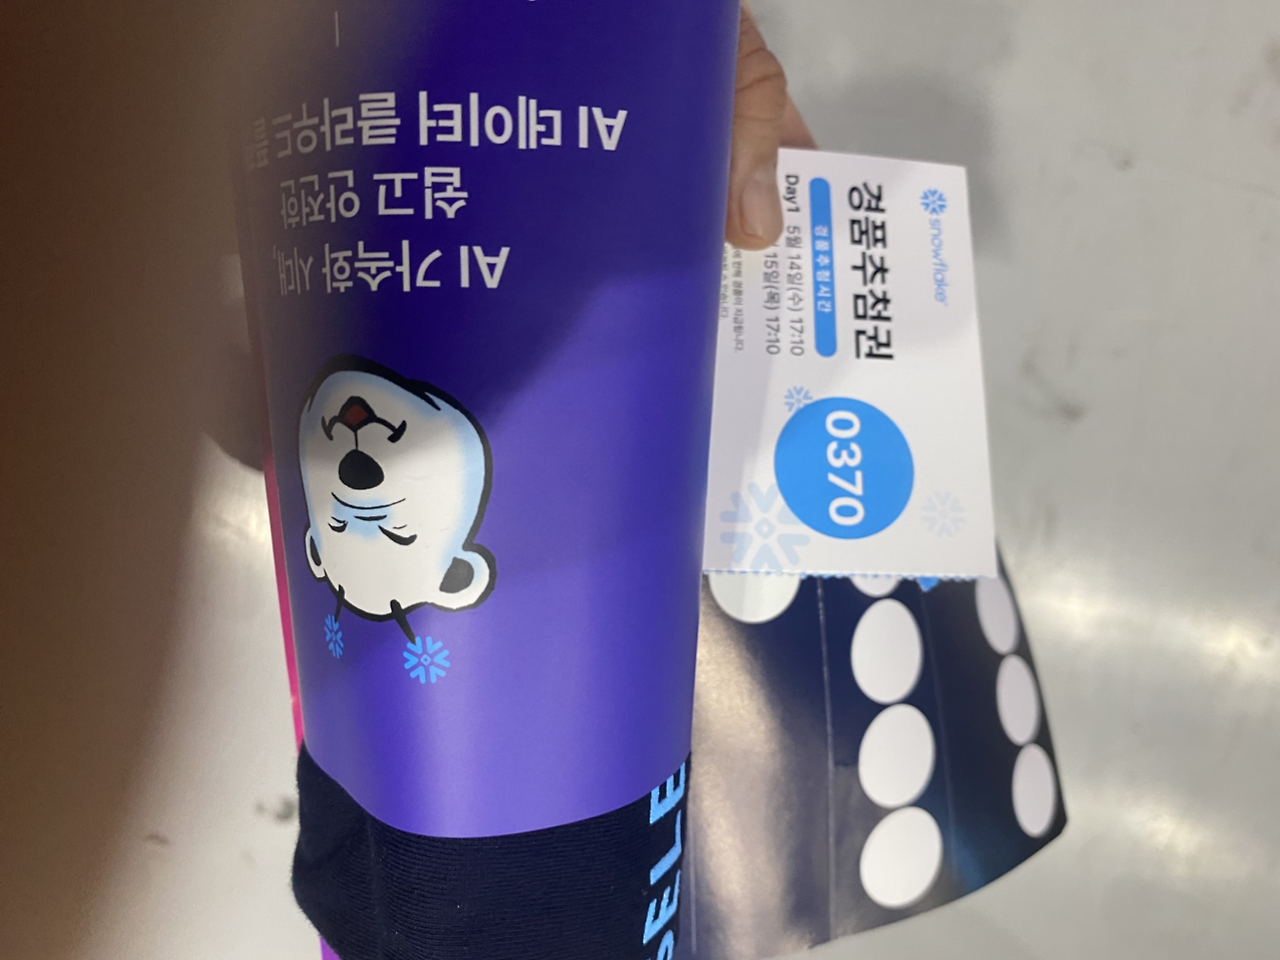 AI 가속화 시대,
쉽고 안전한
AI 데이터 클라우드
snowflake
경품추첨권
경품추첨시간
Day1 5월 14일(수) 17:10
15일(목) 17:10
0370